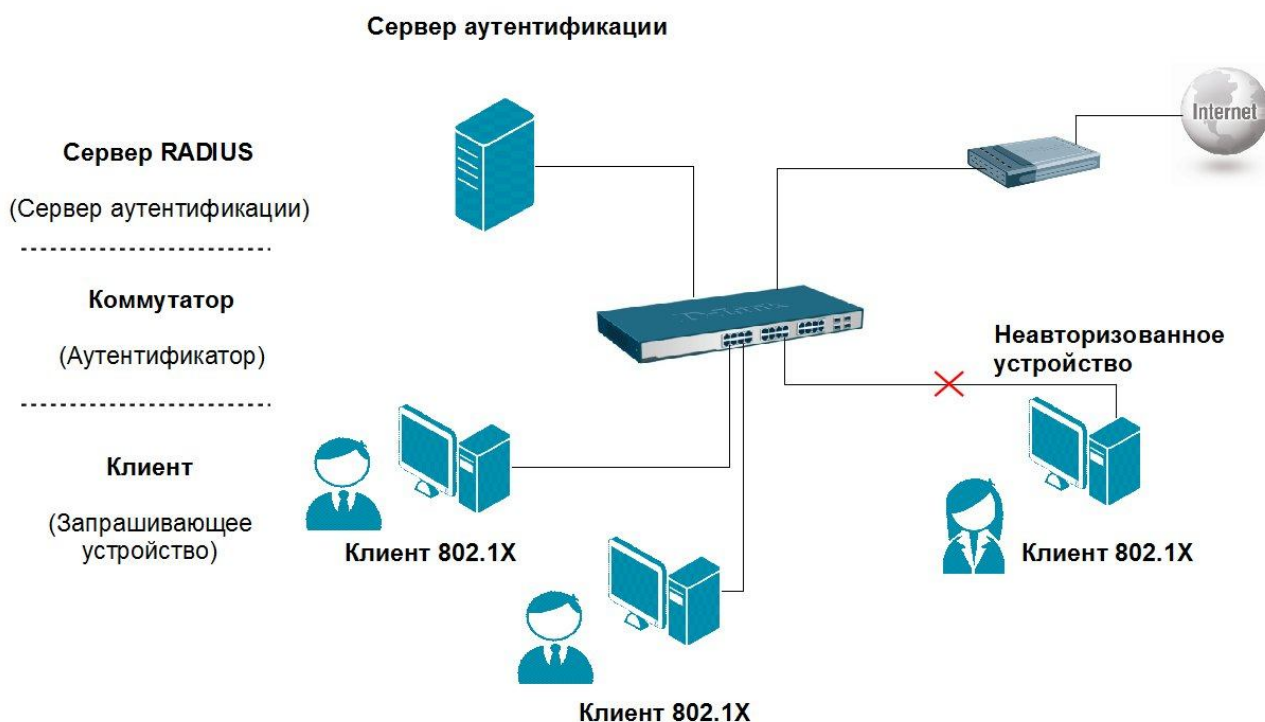 Сервер аутентификации
Internet
Сервер RADIUS
(Сервер аутентификации)
Коммутатор
(Аутентификатор)
Неавторизованное
устройство
Клиент
(Запрашивающее
устройство)
Клиент 802.1X
Клиент 802.1X
Клиент 802.1X